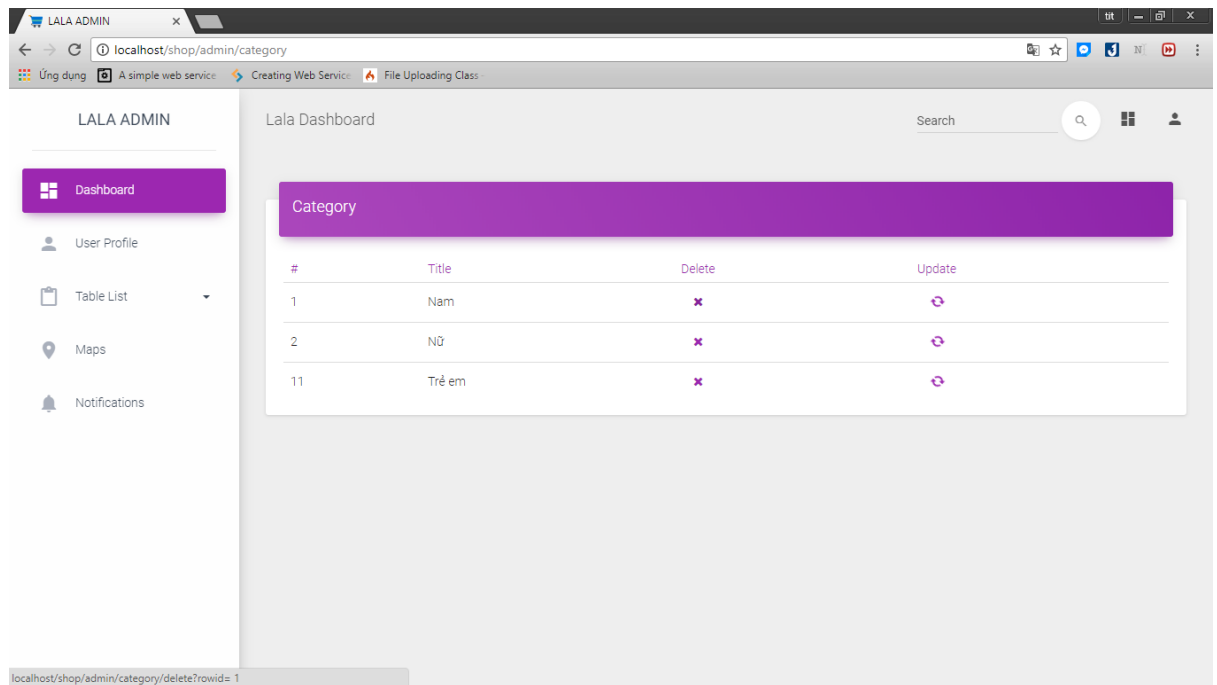 LALA ADMIN
tit
localhost/shop/admin/category
Ứng dụng A simple web service Creating Web Service File Uploading Class
LALA ADMIN
Lala Dashboard
Search
Dashboard
User Profile
Table List
Maps
Notifications
Category
# Title Delete Update
1 Nam
2 Nữ
11 Trẻ em
localhost/shop/admin/category/delete?rowid= 1